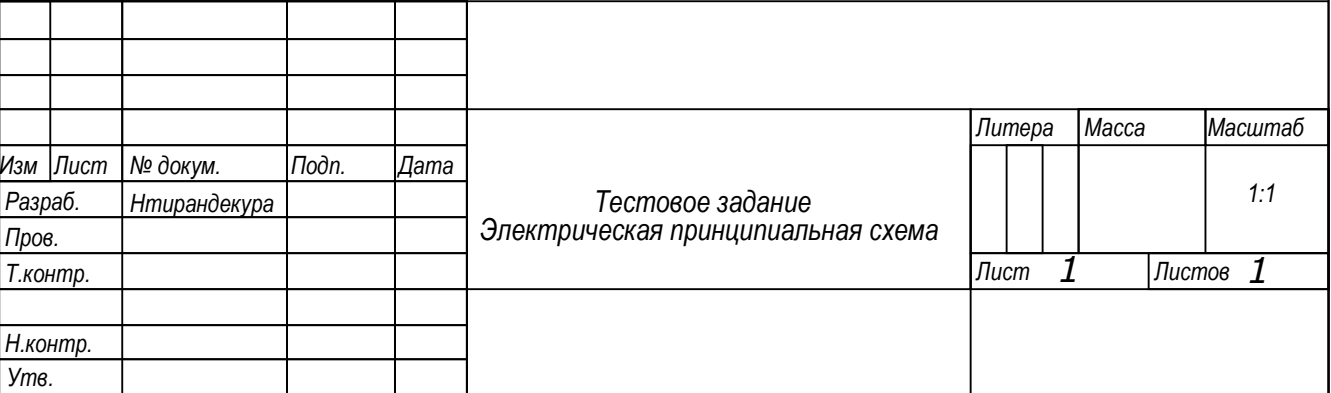 Литера Масса Масштаб
Изм Лист № докум. Подп. Дата
Разраб. Нтирандекура
Тестовое задание
1:1
Электрическая принципиальная схема
Пров.
Т.контр.
Лист 1 Листов 1
Н.контр.
Утв.